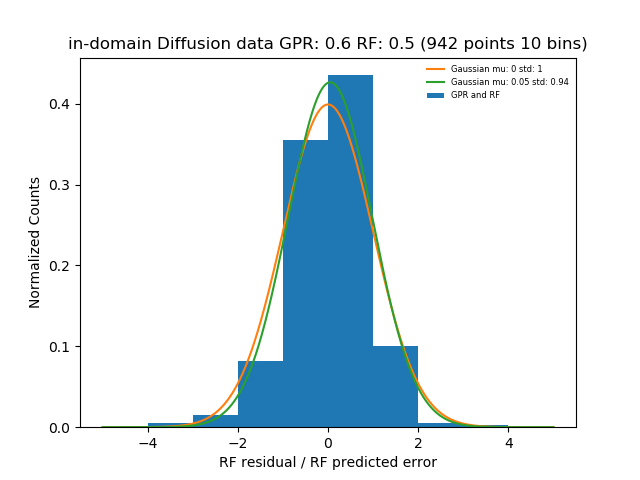 in-domain Diffusion data GPR: 0.6 RF: 0.5 (942 points 10 bins)
Gaussian mu: 0 std: 1
Gaussian mu: 0.05 std: 0.94
GPR and RF
Normalized Counts
0.4
0.3
0.2
0.1
0.0
−4 −2 0 2 4
RF residual / RF predicted error